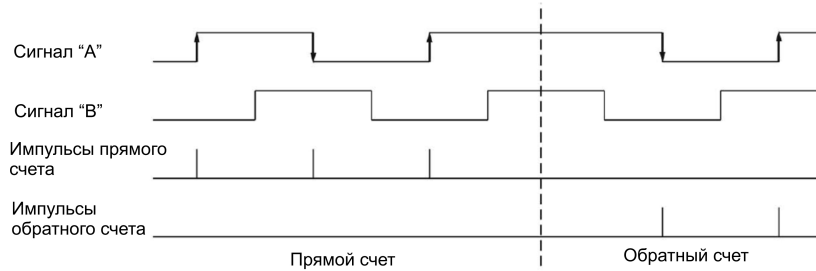 Сигнал “А”
Сигнал “В”
Импульсы прямого
счета
Импульсы
обратного счета
Прямой счет
Обратный счет